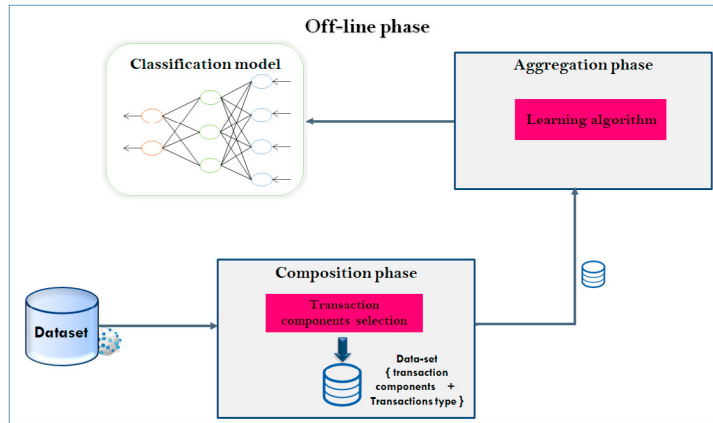 Off-line phase
Classification model
Aggregation phase
Learning algorithm
Composition phase
Transaction
components selection
Dataset
Data-set
{ transaction
components +
Transactions type }